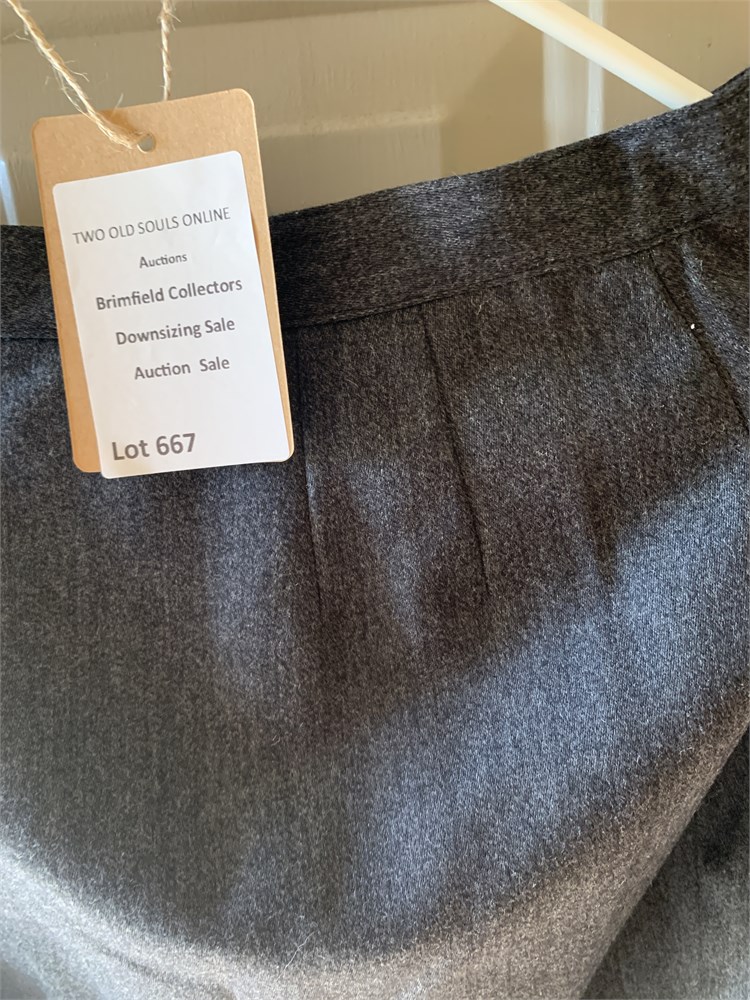 TWO OLD SOULS ONLINE
Auctions
Brimfield Collectors
Downsizing Sale
Auction Sale
Lot 667